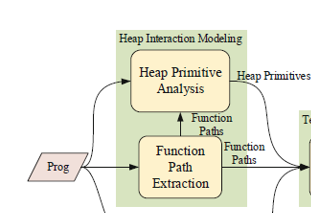 Heap Interaction Modeling
Heap Primitive
Analysis
Heap Primitives
Function
Paths
Function
Paths
Prog
Function
Path
Extraction